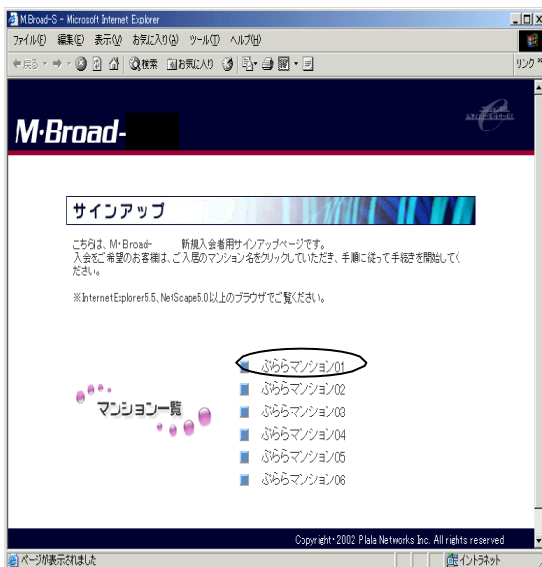 M.Broad-S - Microsoft Internet Explorer
ファイル(F) 編集(E) 表示(V) お気に入り(A) ツール(T) ヘルプ(H)
戻る 検索 お気に入り リンク
M·Broad-
サインアップ
こちらは、M・Broad- 新規入会者用サインアップページです。
入会をご希望のお客様は、ご入居のマンション名をクリックしていただき、手順に従って手続きを開始してく
ださい。
※InternetExplorer5.5、NetScape6.0以上のブラウザでご覧ください。
マンション一覧
ぷららマンション01
ぷららマンション02
ぷららマンション03
ぷららマンション04
ぷららマンション05
ぷららマンション06
Copyright・2002 Plala Networks Inc. All rights reserved
ページが表示されました イントラネット